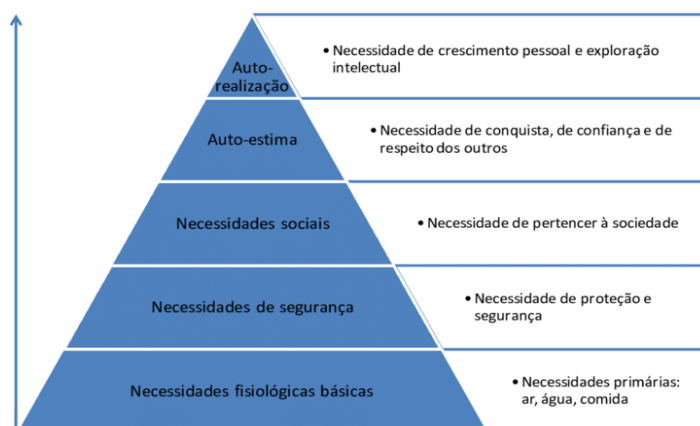 Auto-
realização
• Necessidade de crescimento pessoal e exploração
intelectual
Auto-estima
• Necessidade de conquista, de confiança e de
respeito dos outros
Necessidades sociais
• Necessidade de pertencer à sociedade
Necessidades de segurança
• Necessidade de proteção e
segurança
Necessidades fisiológicas básicas
• Necessidades primárias:
ar, água, comida